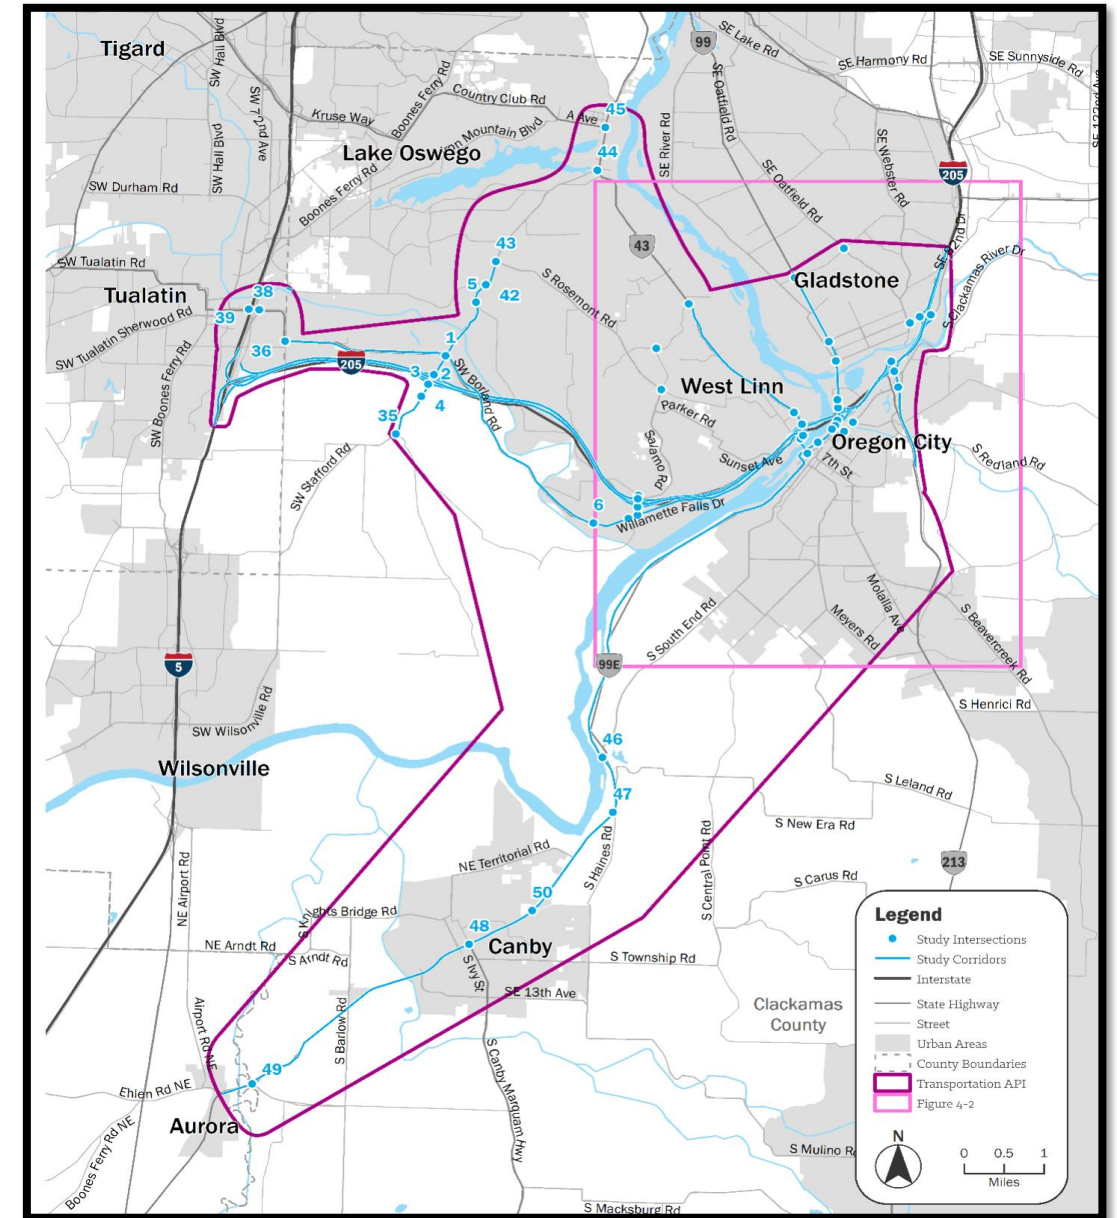 Tigard
SW Hall Blvd
SW 72nd Ave
99
SE Lake Rd
SE Harmony Rd
SE Sunnyside Rd
SE 122nd Ave
Kruse Way
Boones Ferry Rd
Country Club Rd
A Ave
45
SE Oatfield Rd
SE River Rd
Lake Oswego
44
SW Hall Blvd
SE Webster Rd
205
SW Durham Rd
Boones Ferry Rd
SE Oatfield Rd
43
43
SE 82nd Dr
S Clackamas River Dr
SW Tualatin Rd
Tualatin
38
39
5
42
S Rosemont Rd
Gladstone
SW Tualatin Sherwood Rd
36
1
205
3
2
4
SW Borland Rd
West Linn
SW Boones Ferry Rd
35
Parker Rd
Oregon City
Salamo Rd
Sunset Ave
7th St
S Redland Rd
SW Stafford Rd
6
Willamette Falls Dr
5
Molalla Ave
Meyers Rd
S South End Rd
S Beavercreek Rd
99E
S Henrici Rd
SW Wilsonville Rd
Wilsonville
46
47
S Leland Rd
S New Era Rd
S Central Point Rd
213
NE Territorial Rd
S Haines Rd
S Carus Rd
NE Airport Rd
50
48
Canby
S Knights Bridge Rd
NE Arndt Rd
S Arndt Rd
S Ivy St
S Township Rd
SE 13th Ave
Clackamas
County
Airport Rd NE
S Barlow Rd
S Canby Marquam Hwy
49
Ehlen Rd NE
Aurora
Boones Ferry Rd NE
S Macksburg Rd
Legend
Study Intersections
Study Corridors
Interstate
State Highway
Street
Urban Areas
County Boundaries
Transportation API
Figure 4-2
N
0 0.5 1
Miles